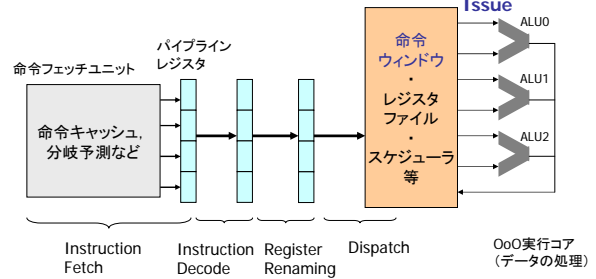 Issue
ALU0
命令
ウィンドウ
・
レジスタ
ファイル
・
スケジューラ
等
ALU1
ALU2
パイプライン
レジスタ
命令フェッチユニット
命令キャッシュ,
分岐予測など
Instruction
Fetch
Instruction
Decode
Register
Renaming
Dispatch
OoO実行コア
(データの処理)